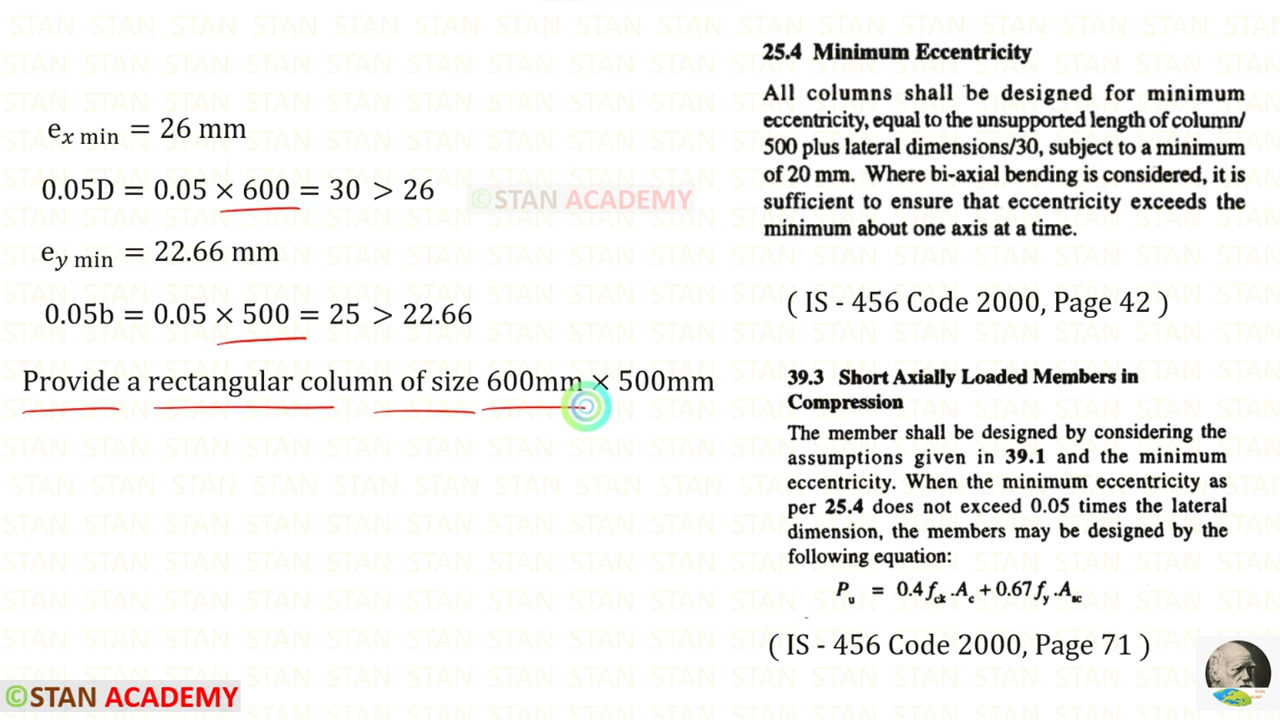 e_x min = 26 mm
0.05D = 0.05 × 600 = 30 > 26
e_y min = 22.66 mm
0.05b = 0.05 × 500 = 25 > 22.66
Provide a rectangular column of size 600mm × 500mm
©STAN ACADEMY
25.4 Minimum Eccentricity
All columns shall be designed for minimum
eccentricity, equal to the unsupported length of column/
500 plus lateral dimensions/30, subject to a minimum
of 20 mm. Where bi-axial bending is considered, it is
sufficient to ensure that eccentricity exceeds the
minimum about one axis at a time.
( IS - 456 Code 2000, Page 42 )
39.3 Short Axially Loaded Members in
Compression
The member shall be designed by considering the
assumptions given in 39.1 and the minimum
eccentricity. When the minimum eccentricity as
per 25.4 does not exceed 0.05 times the lateral
dimension, the members may be designed by the
following equation:
P_u = 0.4 f_ck .A_c + 0.67 f_y .A_sc
( IS - 456 Code 2000, Page 71 )
©STAN ACADEMY